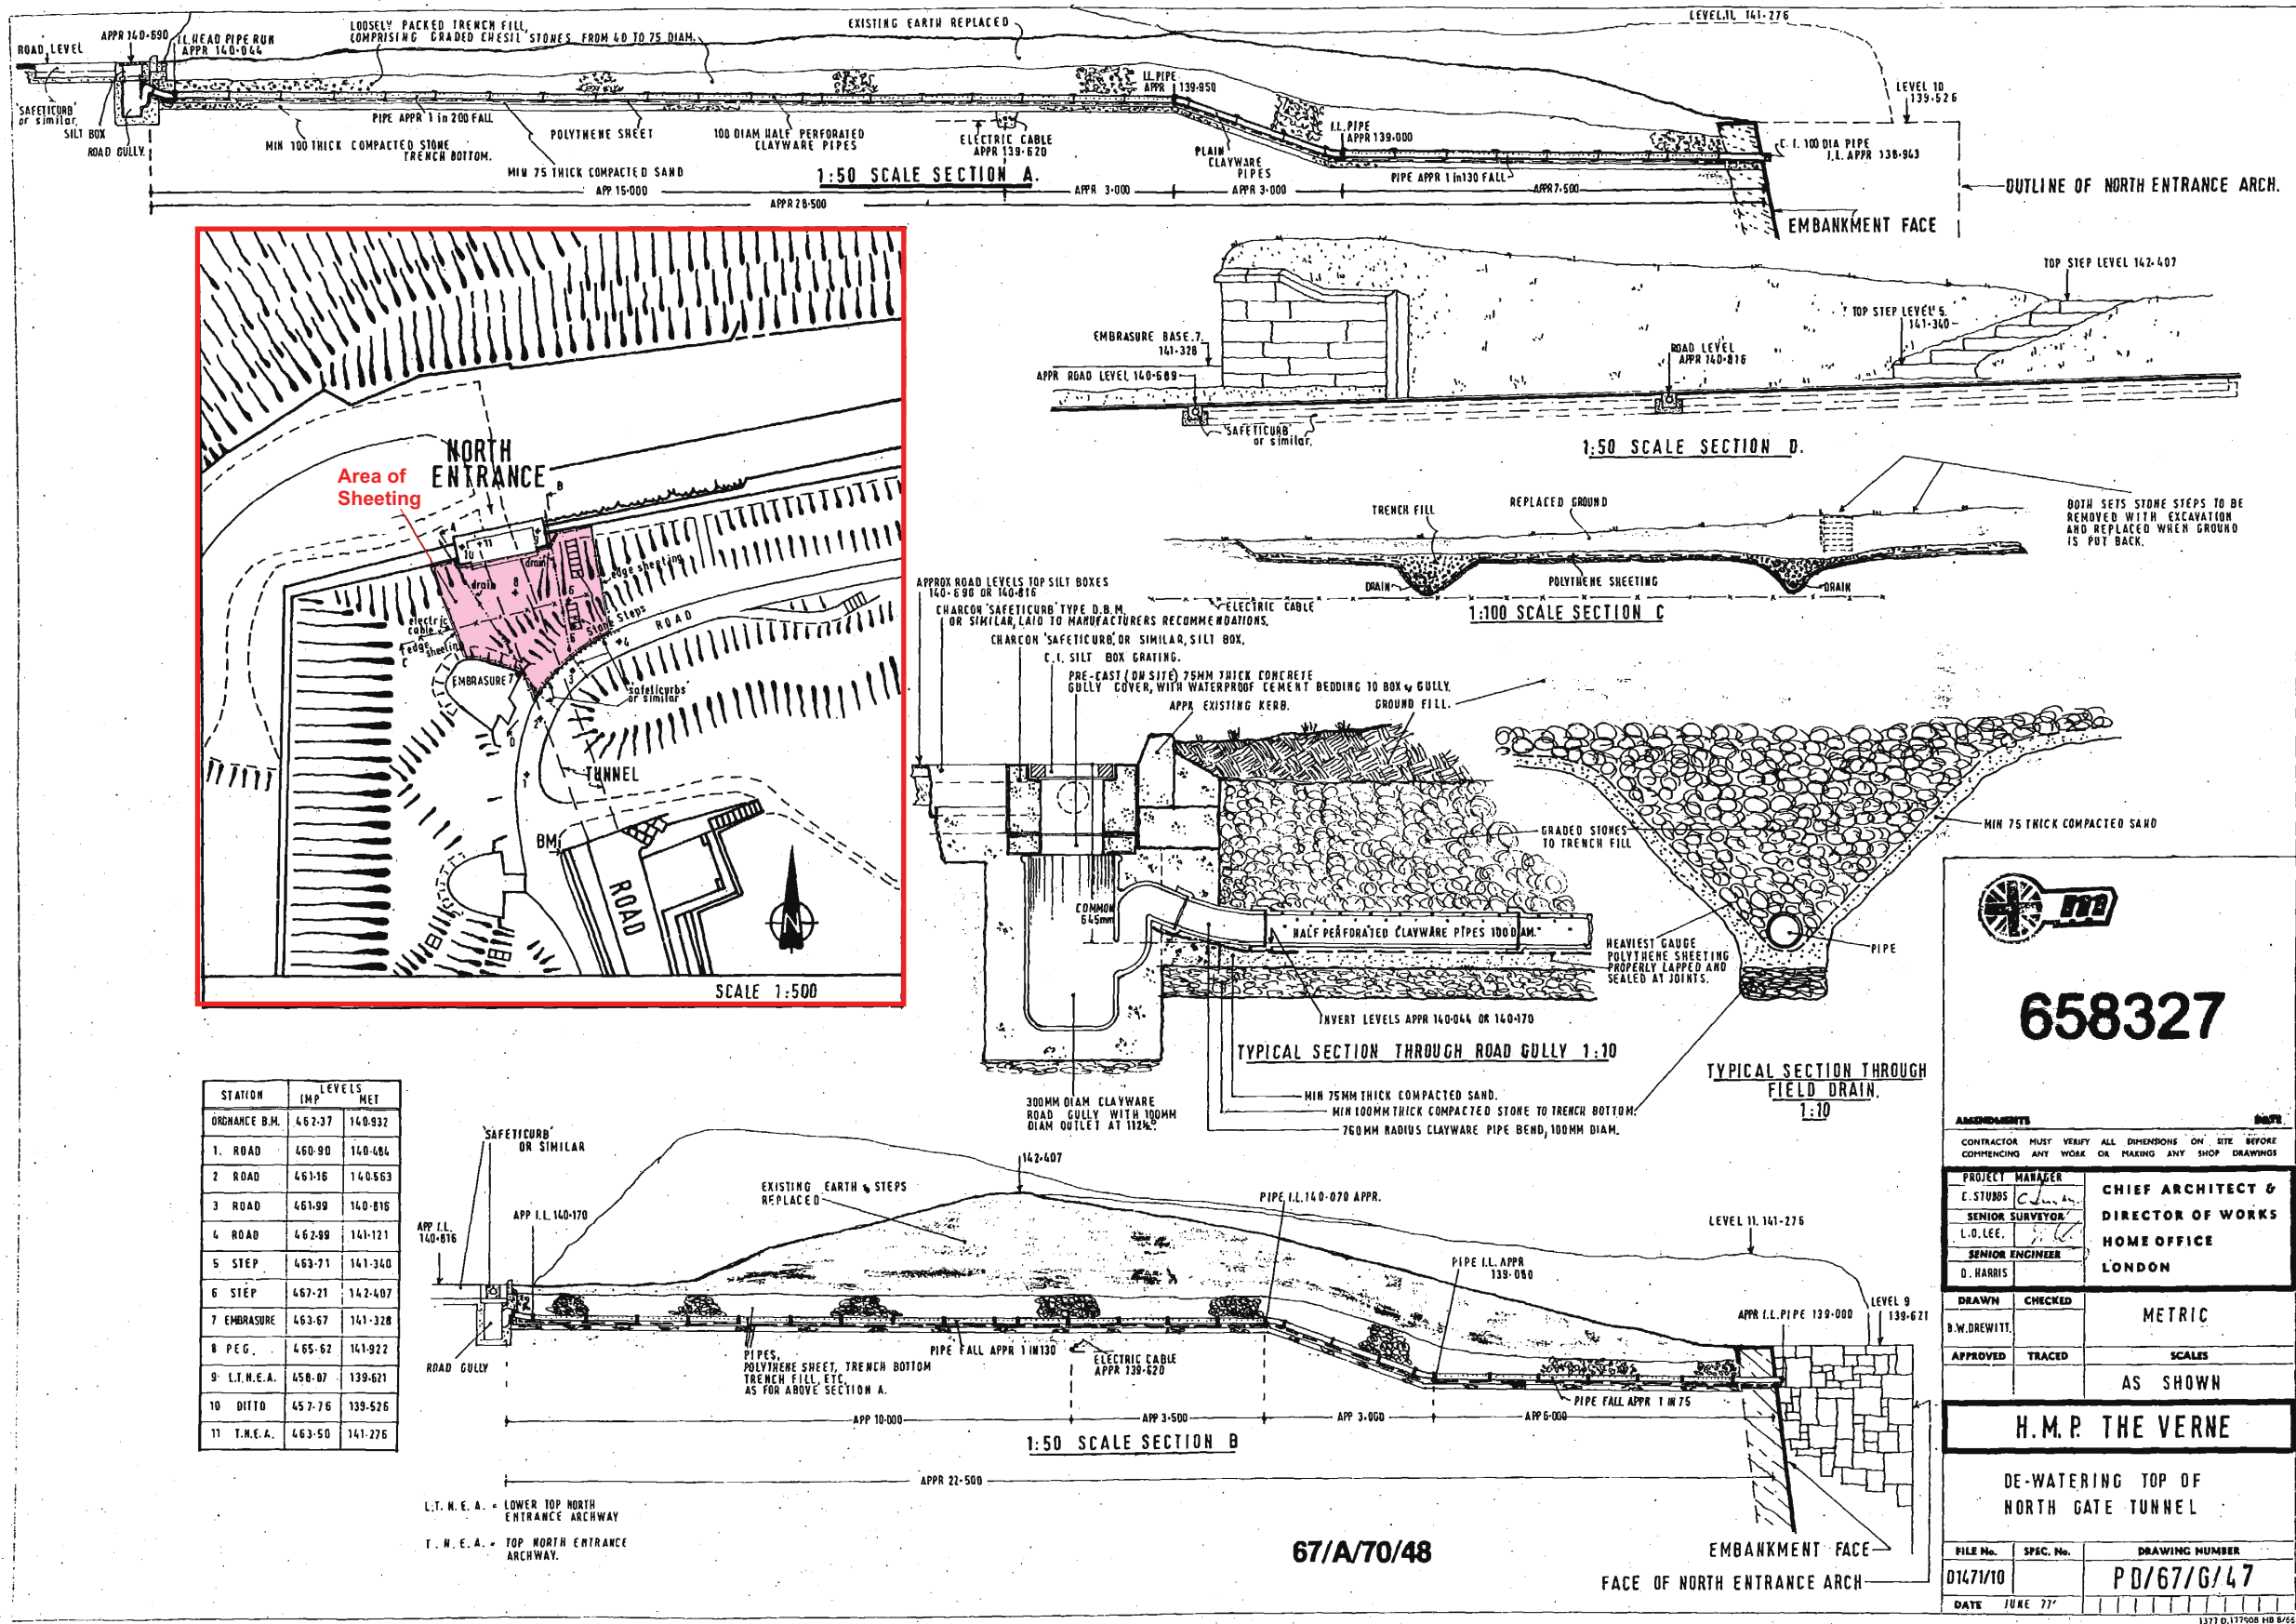 LEVEL.11. 141·276
ROAD LEVEL
APPR 140·690
I.L.HEAD PIPE RUN
APPR 140·044
LOOSELY PACKED TRENCH FILL,
COMPRISING GRADED CHESIL STONES FROM 40 TO 75 DIAM.
EXISTING EARTH REPLACED
I.L.PIPE
APPR 139·950
LEVEL 10
139·526
'SAFETICURB'
or similar.
SILT BOX
ROAD GULLY.
PIPE APPR 1 in 200 FALL
MIN 100 THICK COMPACTED STONE
TRENCH BOTTOM.
POLYTHENE SHEET
MIN 75 THICK COMPACTED SAND
100 DIAM HALF PERFORATED
CLAYWARE PIPES
ELECTRIC CABLE
APPR 139·620
PLAIN
CLAYWARE
PIPES
I.L.PIPE
APPR 139·000
C.I. 100 DIA PIPE
I.L. APPR 138·943
PIPE APPR 1 in 130 FALL
1:50 SCALE SECTION A.
APP 15·000
APPR 3·000
APPR 3·000
APPR 7·500
APPR 28·500
OUTLINE OF NORTH ENTRANCE ARCH.
EMBANKMENT FACE
TOP STEP LEVEL 142·407
TOP STEP LEVEL 5.
141·340
EMBRASURE BASE.7.
141·328
APPR ROAD LEVEL 140·689
ROAD LEVEL
APPR 140·816
'SAFETICURB'
or similar.
1:50 SCALE SECTION D.
NORTH
ENTRANCE
Area of
Sheeting
A
B
11
10
9
drain
8
drain
edge sheeting
6
electric
cable
edge
sheeting
C
Stone Steps
5
4
ROAD
3
EMBRASURE 7
safeticurbs
or similar
2
D
TUNNEL
1
BM
ROAD
N
SCALE 1:500
TRENCH FILL
REPLACED GROUND
BOTH SETS STONE STEPS TO BE
REMOVED WITH EXCAVATION
AND REPLACED WHEN GROUND
IS PUT BACK.
DRAIN
POLYTHENE SHEETING
DRAIN
ELECTRIC CABLE
1:100 SCALE SECTION C
APPROX ROAD LEVELS TOP SILT BOXES
140·690 OR 140·816
CHARCON 'SAFETICURB' TYPE D.B.M.
OR SIMILAR, LAID TO MANUFACTURERS RECOMMENDATIONS.
CHARCON 'SAFETICURB', OR SIMILAR, SILT BOX.
C.I. SILT BOX GRATING.
PRE-CAST (ON SITE) 75MM THICK CONCRETE
GULLY COVER, WITH WATERPROOF CEMENT BEDDING TO BOX & GULLY.
APPR EXISTING KERB.
GROUND FILL.
GRADED STONES
TO TRENCH FILL
COMMON
645mm
"HALF PERFORATED CLAYWARE PIPES 100 DIAM."
HEAVIEST GAUGE
POLYTHENE SHEETING
PROPERLY LAPPED AND
SEALED AT JOINTS.
INVERT LEVELS APPR 140·044 OR 140·170
TYPICAL SECTION THROUGH ROAD GULLY 1:10
300MM DIAM CLAYWARE
ROAD GULLY WITH 100MM
DIAM OUTLET AT 112½°
MIN 75MM THICK COMPACTED SAND.
MIN 100MM THICK COMPACTED STONE TO TRENCH BOTTOM.
760MM RADIUS CLAYWARE PIPE BEND, 100MM DIAM.
MIN 75 THICK COMPACTED SAND
PIPE
TYPICAL SECTION THROUGH
FIELD DRAIN.
1:10
STATION LEVELS
IMP MET
ORDNANCE B.M. 462·37 140·932
1. ROAD 460·90 140·484
2 ROAD 461·16 140·563
3 ROAD 461·99 140·816
4 ROAD 462·99 141·121
5 STEP 463·71 141·340
6 STEP 467·21 142·407
7 EMBRASURE 463·67 141·328
8 PEG. 465·62 141·922
9 L.T.N.E.A. 458·07 139·621
10 DITTO 457·76 139·526
11 T.N.E.A. 463·50 141·276
'SAFETICURB'
OR SIMILAR
APP I.L.
140·816
APP I.L. 140·170
EXISTING EARTH & STEPS
REPLACED
142·407
PIPE I.L. 140·070 APPR.
LEVEL 11. 141·276
PIPE I.L. APPR
139·080
APPR I.L. PIPE 139·000
LEVEL 9
139·621
ROAD GULLY
PIPES,
POLYTHENE SHEET, TRENCH BOTTOM
TRENCH FILL, ETC.
AS FOR ABOVE SECTION A.
PIPE FALL APPR 1 IN 130
ELECTRIC CABLE
APPR 139·620
PIPE FALL APPR 1 IN 75
APP 10·000
APP 3·500
APP 3·000
APP 6·000
1:50 SCALE SECTION B
APPR 22·500
L.T.N.E.A. = LOWER TOP NORTH
ENTRANCE ARCHWAY
T.N.E.A. = TOP NORTH ENTRANCE
ARCHWAY.
67/A/70/48
EMBANKMENT FACE
FACE OF NORTH ENTRANCE ARCH
658327
AMENDMENTS DATE
CONTRACTOR MUST VERIFY ALL DIMENSIONS ON SITE BEFORE
COMMENCING ANY WORK OR MAKING ANY SHOP DRAWINGS
PROJECT MANAGER
C.STUBBS
SENIOR SURVEYOR
L.O.LEE.
SENIOR ENGINEER
D.HARRIS
CHIEF ARCHITECT &
DIRECTOR OF WORKS
HOME OFFICE
LONDON
DRAWN CHECKED
B.W.DREWITT.
METRIC
APPROVED TRACED SCALES
AS SHOWN
H.M.P. THE VERNE
DE-WATERING TOP OF
NORTH GATE TUNNEL
FILE No. SPEC. No. DRAWING NUMBER
01471/10 PD/67/G/47
DATE JUNE 77'
1377 D.177908 HB 8/62